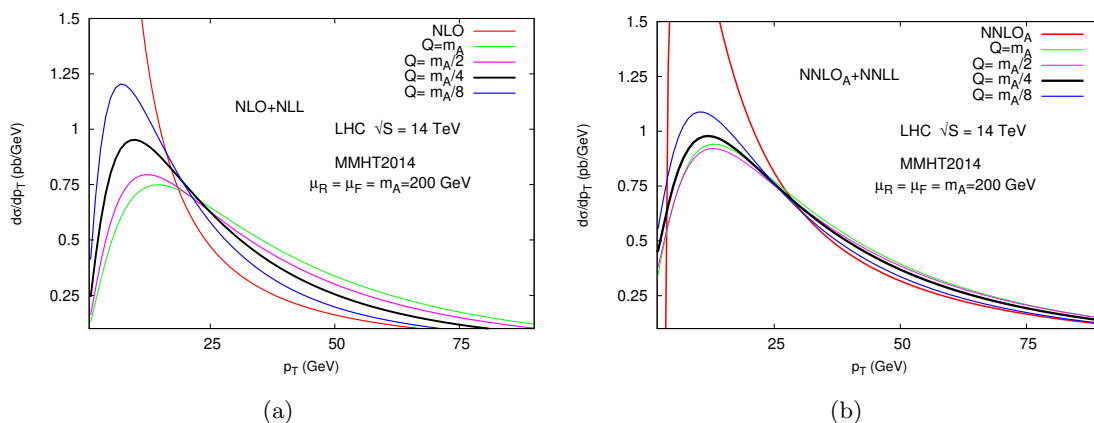 1.5
1.25
1
0.75
0.5
0.25
25
50
75
dσ/dp_T (pb/GeV)
p_T (GeV)
NLO
Q=m_A
Q= m_A/2
Q= m_A/4
Q= m_A/8
NLO+NLL
LHC √S = 14 TeV
MMHT2014
μ_R = μ_F = m_A=200 GeV
(a)
1.5
1.25
1
0.75
0.5
0.25
25
50
75
dσ/dp_T (pb/GeV)
p_T (GeV)
NNLO_A
Q=m_A
Q= m_A/2
Q= m_A/4
Q= m_A/8
NNLO_A+NNLL
LHC √S = 14 TeV
MMHT2014
μ_R = μ_F = m_A=200 GeV
(b)